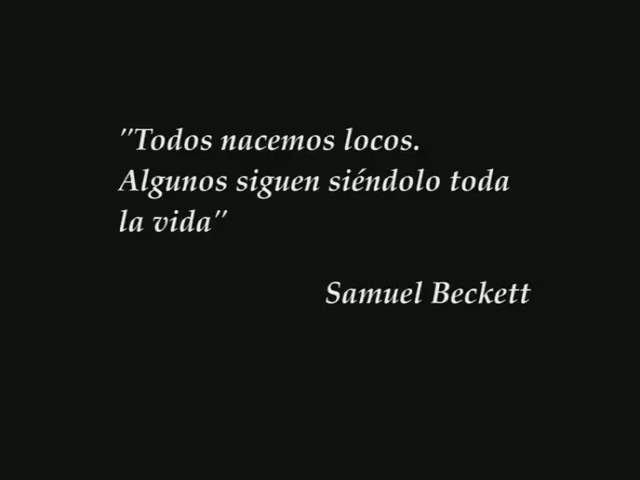 "Todos nacemos locos.
Algunos siguen siéndolo toda
la vida"
Samuel Beckett